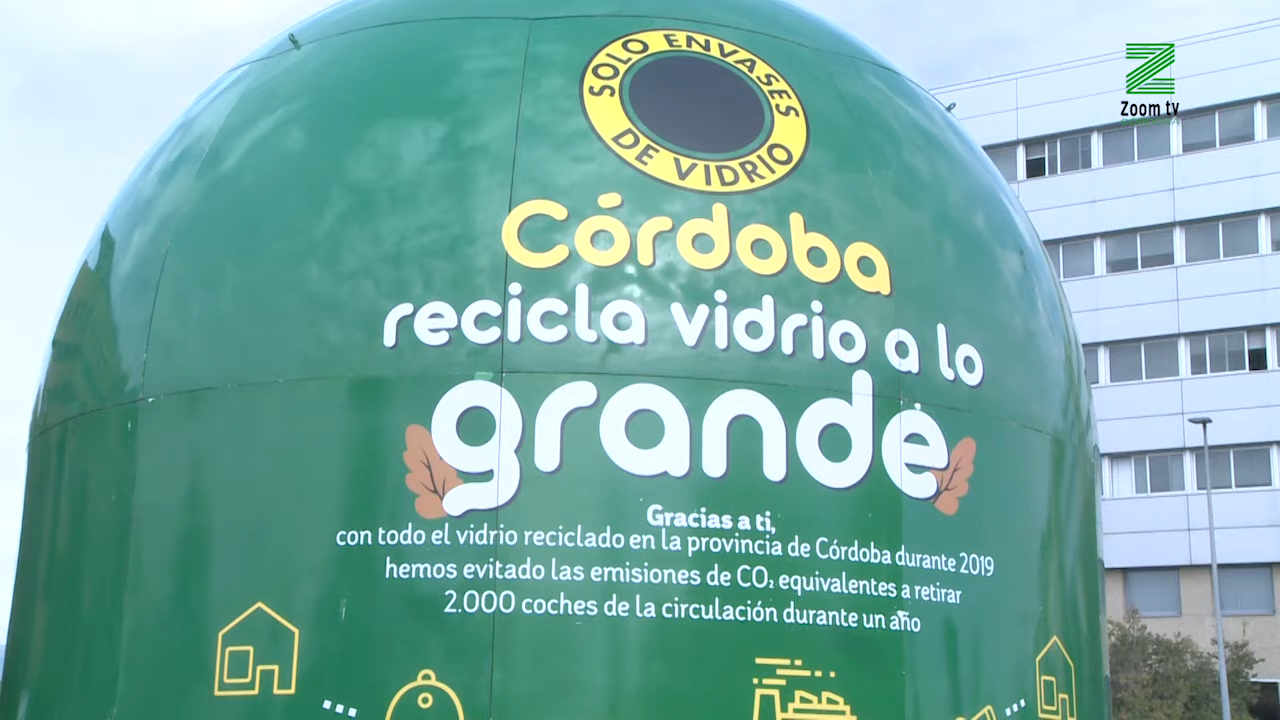 SOLO ENVASES
DE VIDRIO
Córdoba
recicla vidrio a lo
grande
Gracias a ti,
con todo el vidrio reciclado en la provincia de Córdoba durante 2019
hemos evitado las emisiones de CO₂ equivalentes a retirar
2.000 coches de la circulación durante un año
Z
Zoom tv